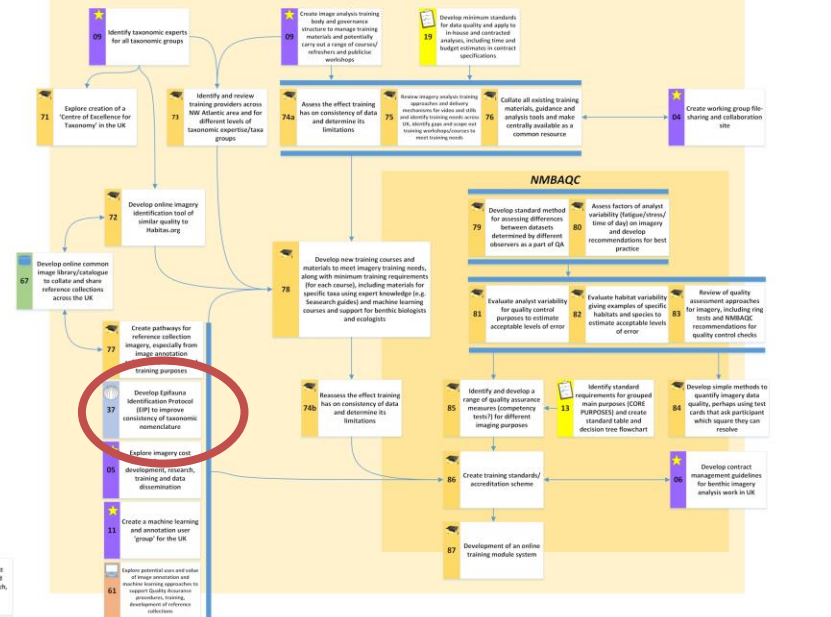 09
Identify taxonomic experts
for all taxonomic groups
09
Create image analysis training
body and governance
structure to manage training
materials and potentially
carry out a range of courses/
refreshers and publicise
workshops
19
Develop minimum standards
for data quality and apply to
in-house and contracted
analyses, including time and
budget estimates in contract
specifications
71
Explore creation of a
'Centre of Excellence for
Taxonomy' in the UK
73
Identify and review
training providers across
NW Atlantic area and for
different levels of
taxonomic expertise/taxa
groups
74a
Assess the effect training
has on consistency of data
and determine its
limitations
75
Review imagery analysis training
approaches and delivery
mechanisms for video and stills
and identify training needs across
UK, identify gaps and scope out
training workshops/courses to
meet training needs.
76
Collate all existing training
materials, guidance and
analysis tools and make
centrally available as a
common resource
04
Create working group file-
sharing and collaboration
site
NMBAQC
72
Develop online imagery
identification tool of
similar quality to
Habitas.org
79
Develop standard method
for assessing differences
between datasets
determined by different
observers as a part of QA
80
Assess factors of analyst
variability (fatigue/stress/
time of day) on imagery
and develop
recommendations for best
practice
67
Develop online common
image library/catalogue
to collate and share
reference collections
across the UK
78
Develop new training courses and
materials to meet imagery training needs,
along with minimum training requirements
(for each course), including materials for
specific taxa using expert knowledge (e.g.
Seasearch guides) and machine learning
courses and support for benthic biologists
and ecologists
81
Evaluate analyst variability
for quality control
purposes to estimate
acceptable levels of error
82
Evaluate habitat variability
giving examples of specific
habitats and species to
estimate acceptable levels
of error
83
Review of quality
assessment approaches
for imagery, including ring
tests and NMBAQC
recommendations for
quality control checks
77
Create pathways for
reference collection
imagery, especially from
image annotation
training purposes
37
Develop Epifauna
Identification Protocol
(EIP) to improve
consistency of taxonomic
nomenclature
74b
Reassess the effect training
has on consistency of data
and determine its
limitations
85
Identify and develop a
range of quality assurance
measures (competency
tests?) for different
imaging purposes
13
Identify standard
requirements for grouped
main purposes (CORE
PURPOSES) and create
standard table and
decision tree flowchart
84
Develop simple methods to
quantify imagery data
quality, perhaps using test
cards that ask participant
which square they can
resolve
05
Explore imagery cost
development, research,
training and data
dissemination
86
Create training standards/
accreditation scheme
06
Develop contract
management guidelines
for benthic imagery
analysis work in UK
11
Create a machine learning
and annotation user
'group' for the UK
87
Development of an online
training module system
61
Explore potential uses and value
of image annotation and
machine learning approaches to
support Quality Assurance
procedures, training,
development of reference
collections